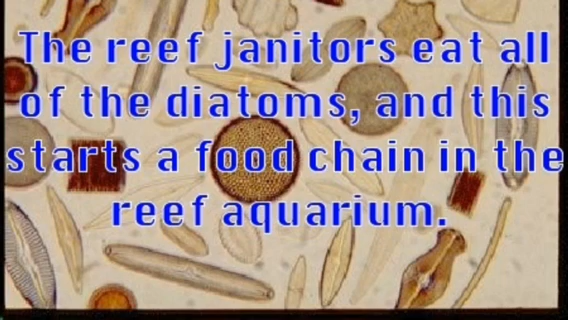 The reef janitors eat all
of the diatoms, and this
starts a food chain in the
reef aquarium.